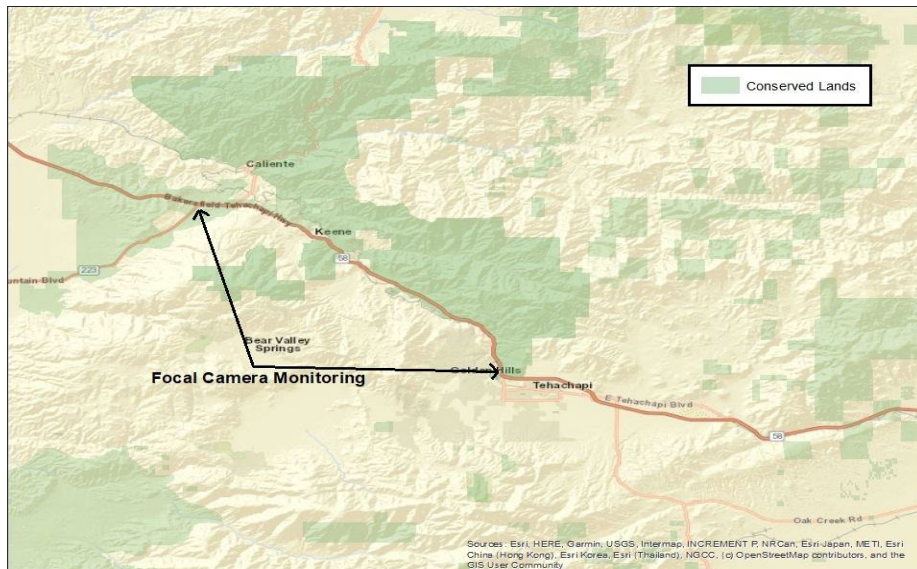 Conserved Lands
Caliente
Bakersfield Tehachapi Hwy
Keene
58
223
untain Blvd
Bear Valley
Springs
Focal Camera Monitoring
Golden Hills
Tehachapi
E Tehachapi Blvd
58
Oak Creek Rd
Sources: Esri, HERE, Garmin, USGS, Intermap, INCREMENT P, NRCan, Esri Japan, METI, Esri
China (Hong Kong), Esri Korea, Esri (Thailand), NGCC, (c) OpenStreetMap contributors, and the
GIS User Community